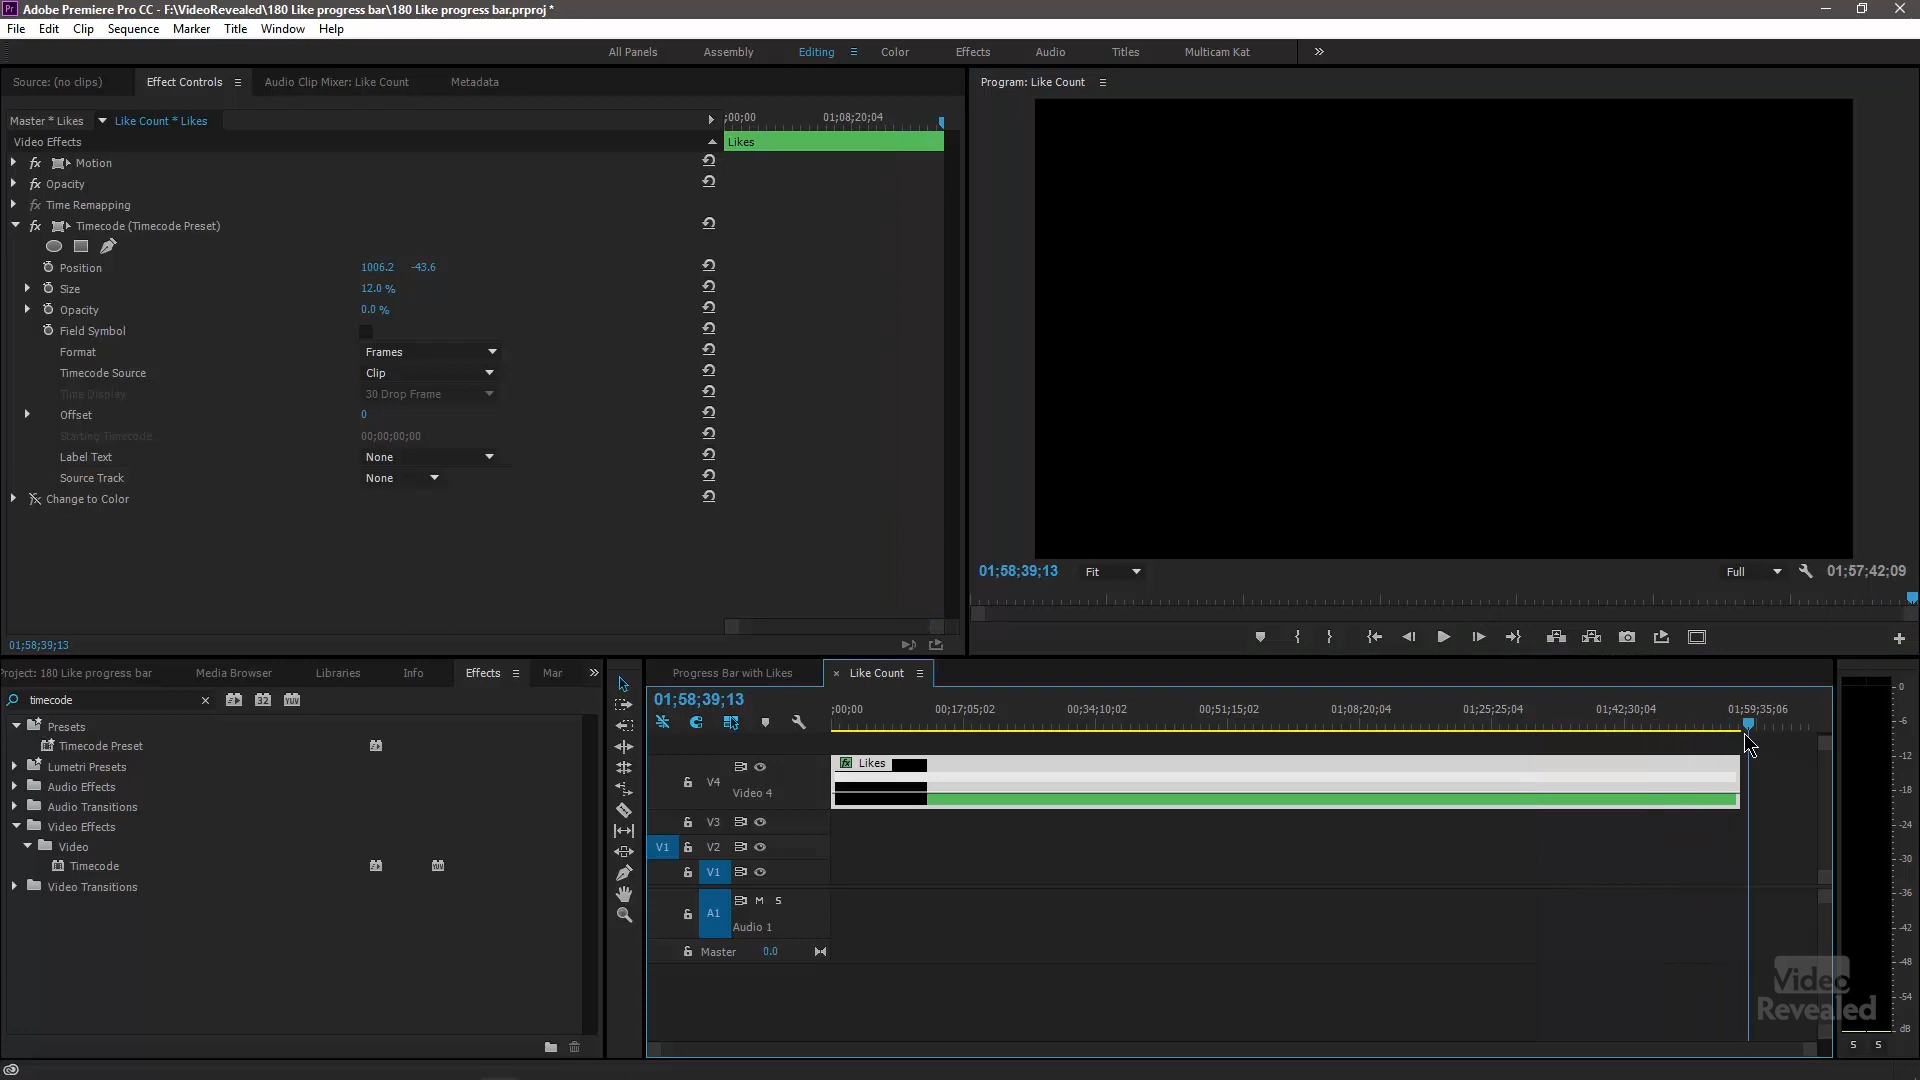 Adobe Premiere Pro CC - F:\VideoRevealed\180 Like progress bar\180 Like progress bar.prproj *
File Edit Clip Sequence Marker Title Window Help
All Panels Assembly Editing Color Effects Audio Titles Multicam Kat
Source: (no clips) Effect Controls Audio Clip Mixer: Like Count Metadata
Program: Like Count
Master * Likes Like Count * Likes
;00;00 01;08;20;04
Video Effects
Likes
fx Motion
fx Opacity
fx Time Remapping
fx Timecode (Timecode Preset)
Position 1006.2 -43.6
Size 12.0 %
Opacity 0.0 %
Field Symbol
Format Frames
Timecode Source Clip
Time Display 30 Drop Frame
Offset 0
Starting Timecode 00;00;00;00
Label Text None
Source Track None
Change to Color
01;58;39;13 Fit Full 01;57;42;09
01;58;39;13
Project: 180 Like progress bar Media Browser Libraries Info Effects Mar
timecode
32 YUV
Presets
Timecode Preset
Lumetri Presets
Audio Effects
Audio Transitions
Video Effects
Video
Timecode
YUV
Video Transitions
Progress Bar with Likes × Like Count
01;58;39;13
;00;00 00;17;05;02 00;34;10;02 00;51;15;02 01;08;20;04 01;25;25;04 01;42;30;04 01;59;35;06
V4 Video 4
fx Likes
V3
V1 V2
V1
A1 M S
Audio 1
Master 0.0
0
-6
-12
-18
-24
-30
-36
-42
-48
-54
dB
S S
Video
Revealed